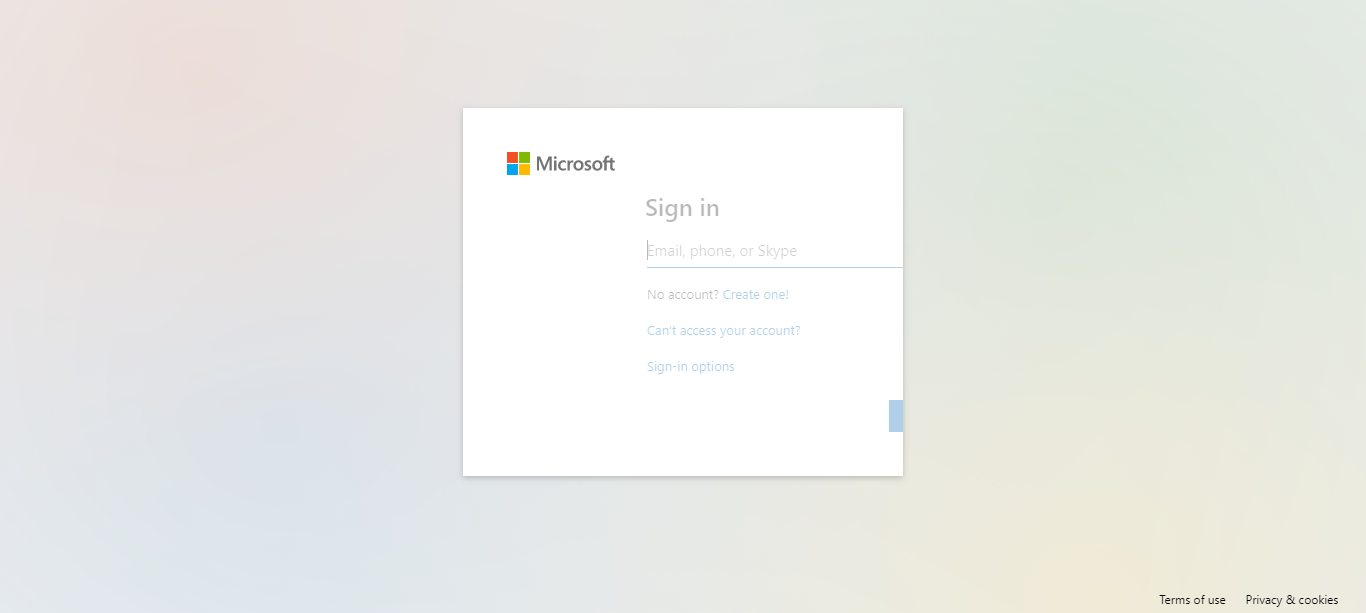 Microsoft
Sign in
Email, phone, or Skype
No account? Create one!
Can't access your account?
Sign-in options
Terms of use Privacy & cookies